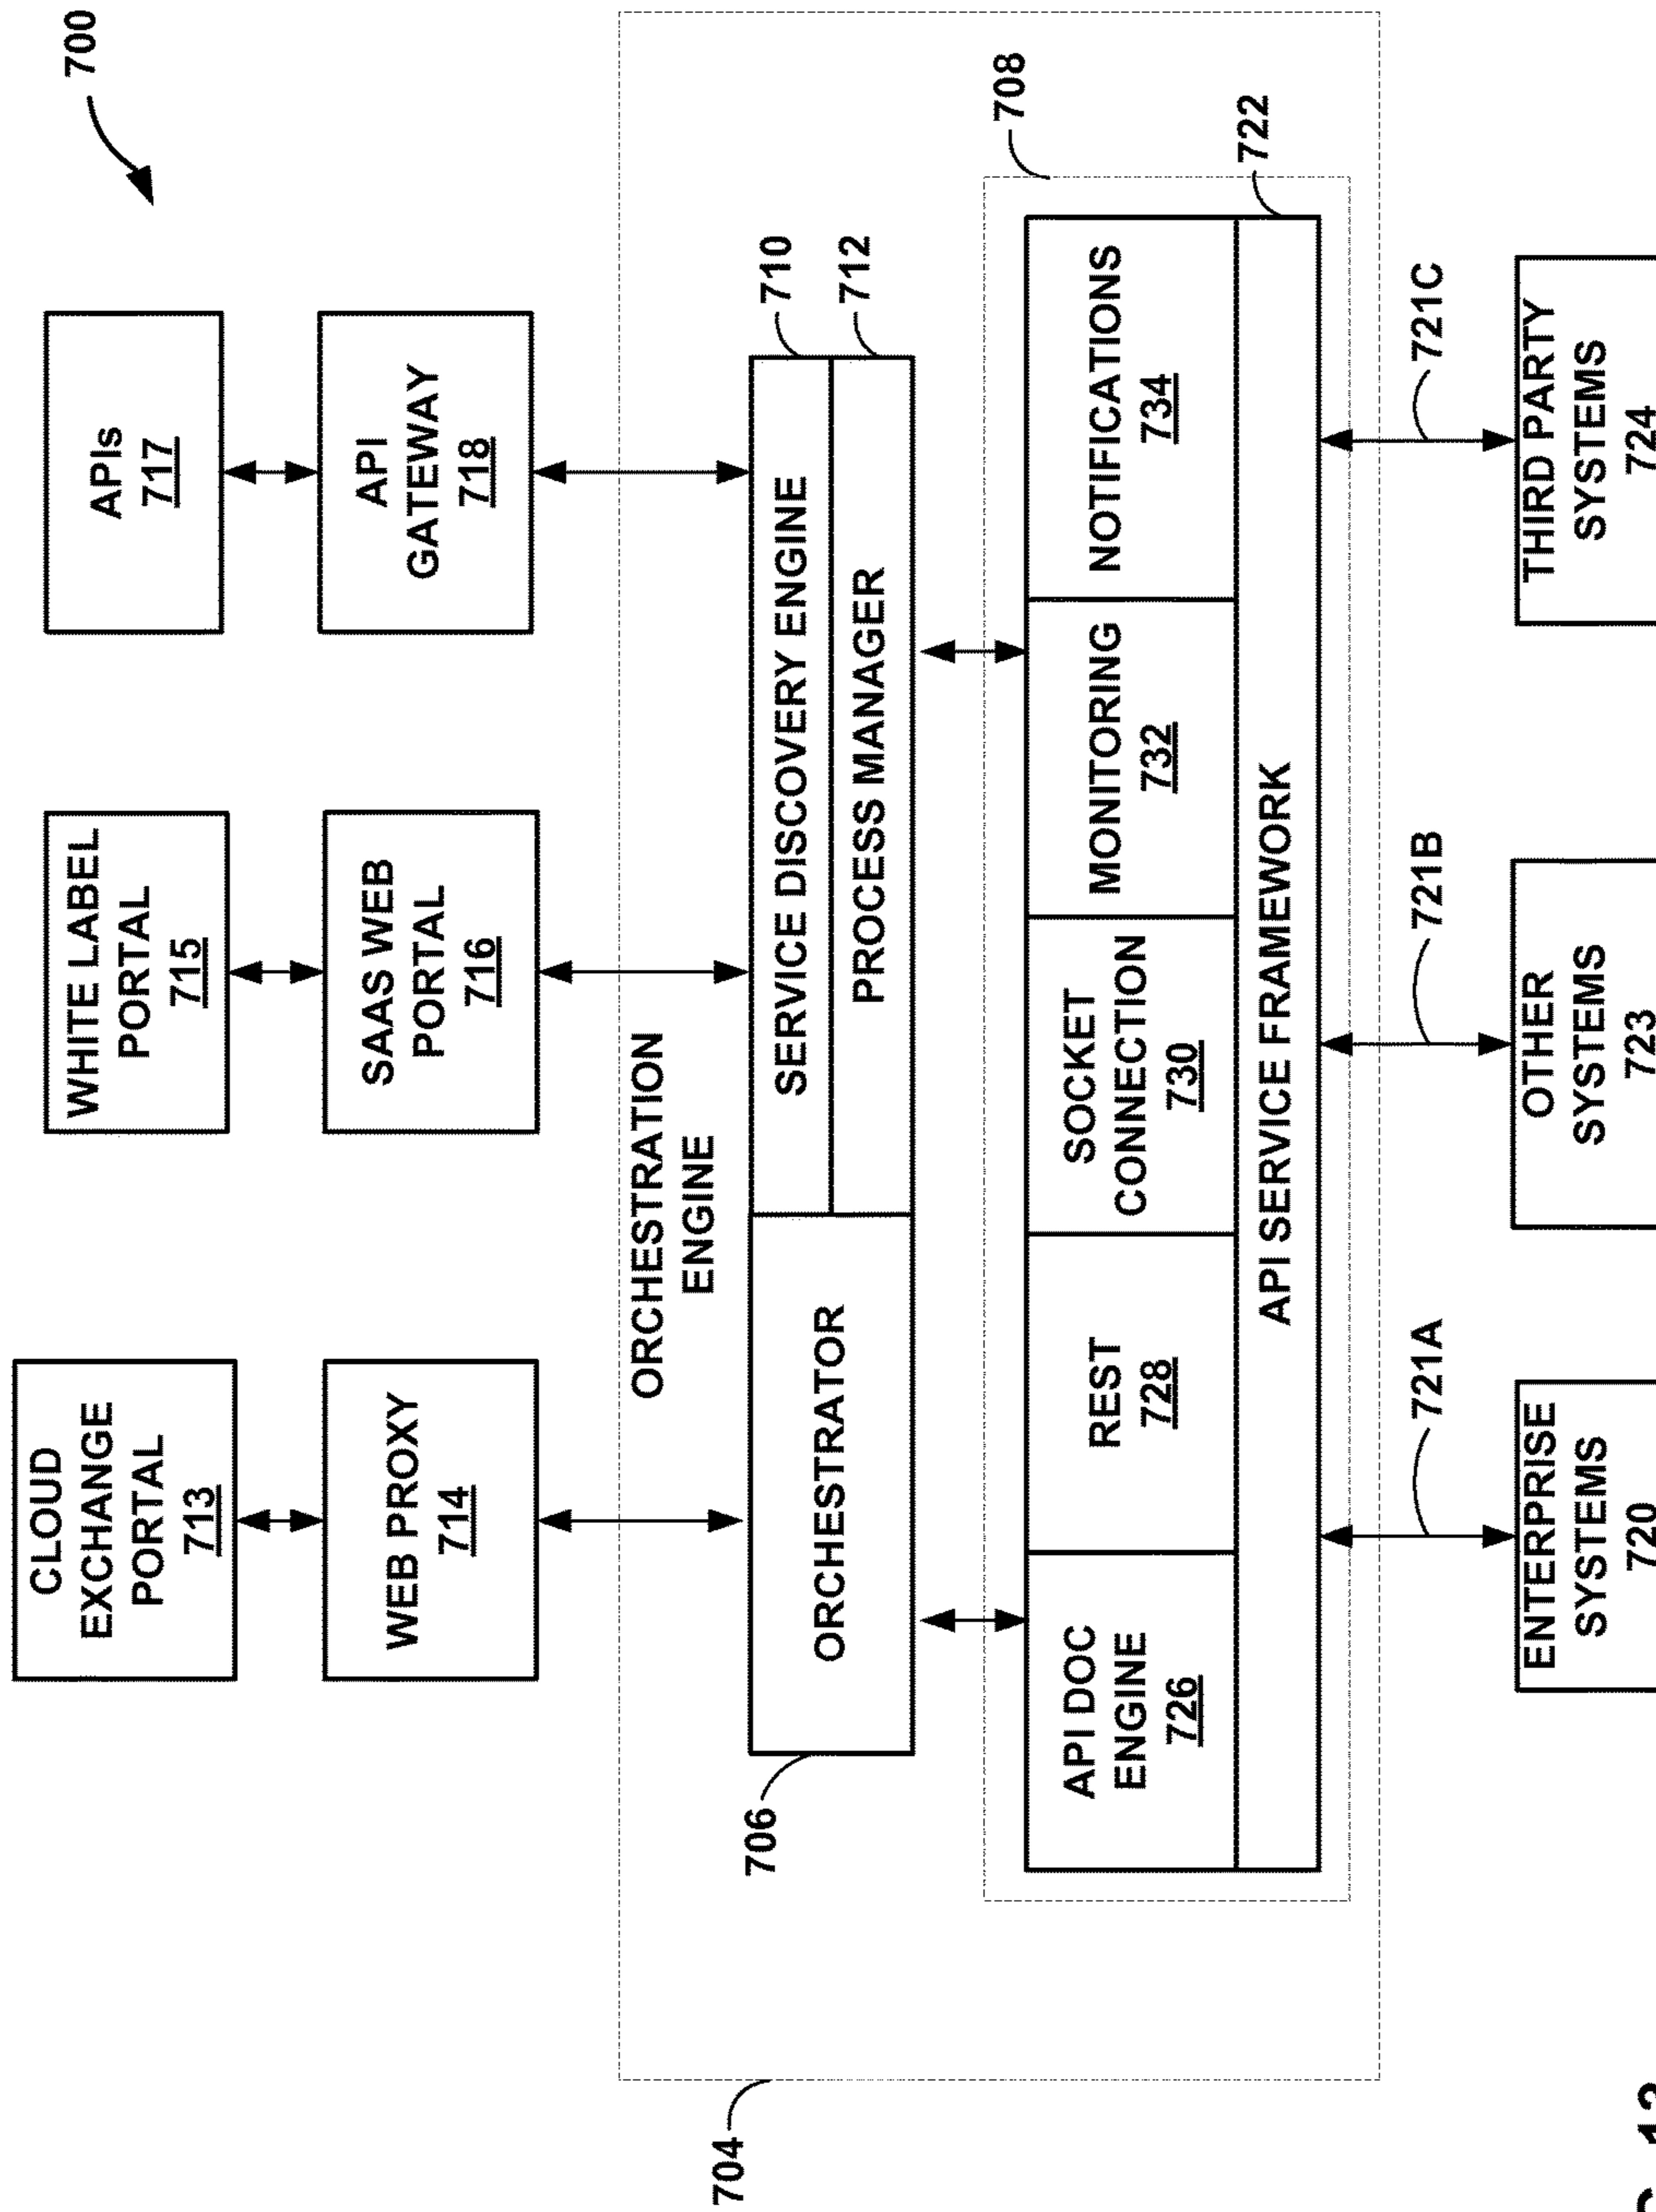 700
CLOUD
EXCHANGE
PORTAL
713
WHITE LABEL
PORTAL
715
APIs
717
WEB PROXY
714
SAAS WEB
PORTAL
716
API
GATEWAY
718
704
ORCHESTRATION
ENGINE
706
ORCHESTRATOR
SERVICE DISCOVERY ENGINE
710
PROCESS MANAGER
712
708
API DOC
ENGINE
726
REST
728
SOCKET
CONNECTION
730
MONITORING
732
NOTIFICATIONS
734
API SERVICE FRAMEWORK
722
721A
721B
721C
ENTERPRISE
SYSTEMS
720
OTHER
SYSTEMS
723
THIRD PARTY
SYSTEMS
724